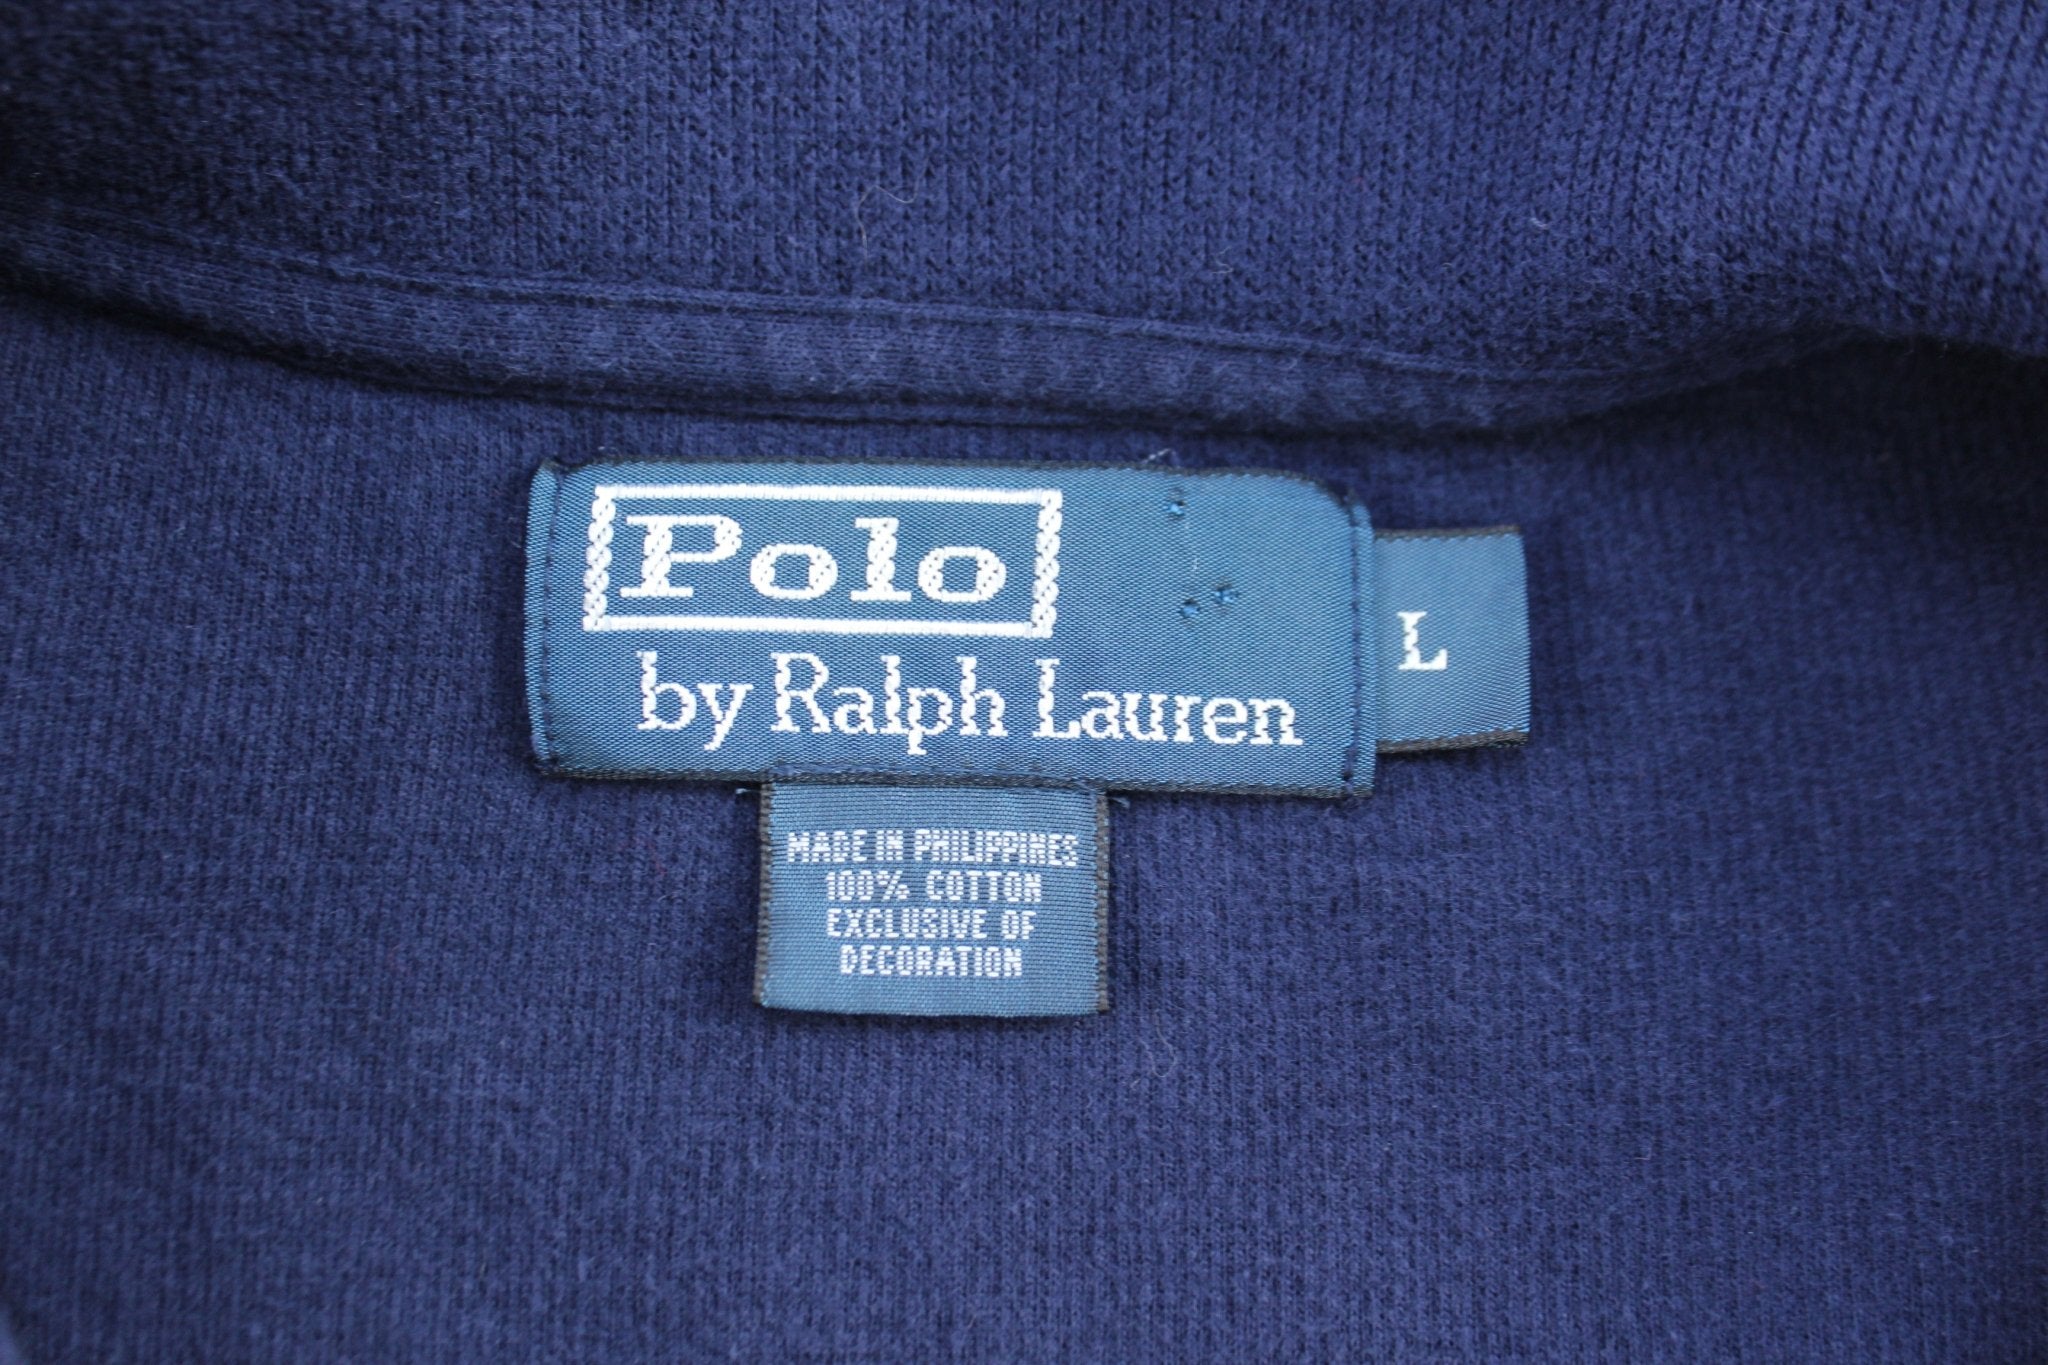 Polo
by Ralph Lauren
L
MADE IN PHILIPPINES
100% COTTON
EXCLUSIVE OF
DECORATION